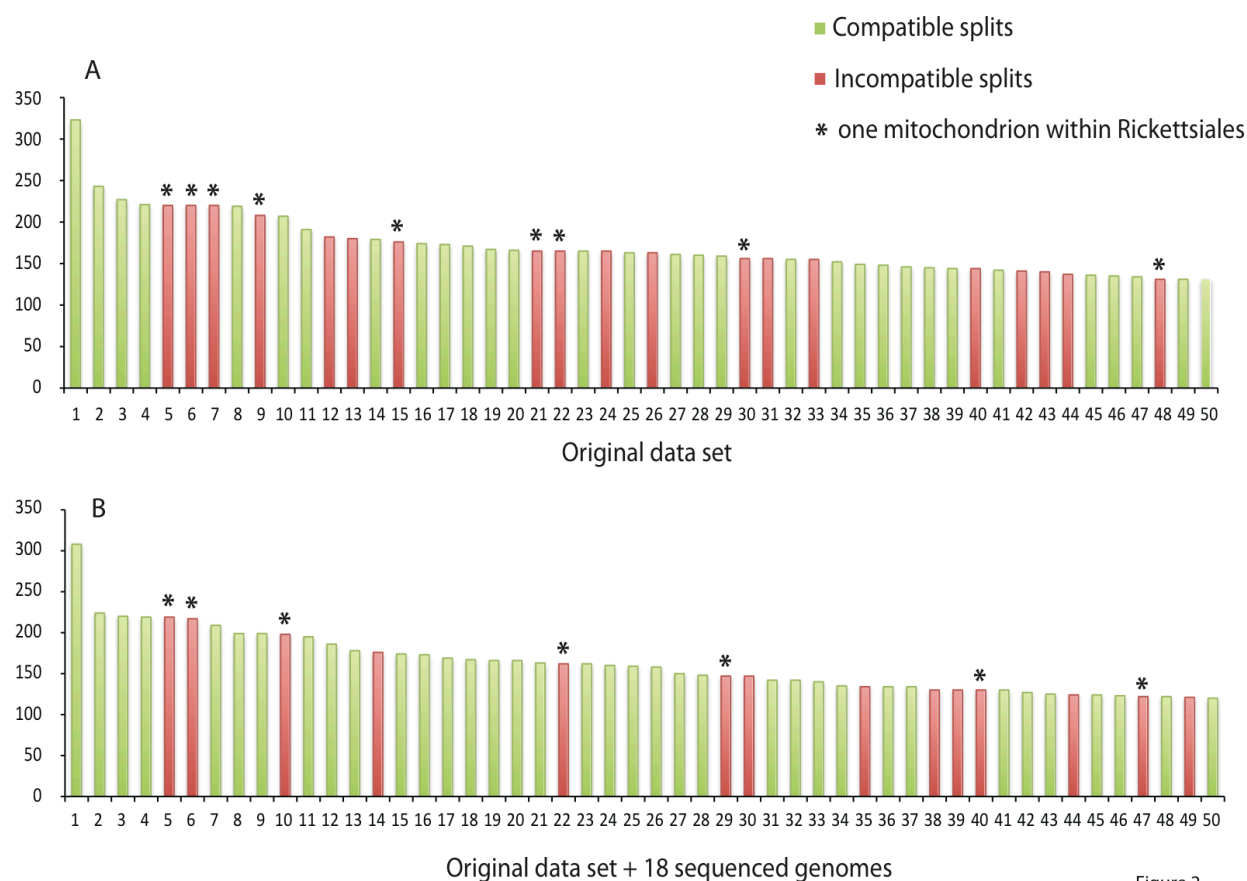 Compatible splits
A
Incompatible splits
* one mitochondrion within Rickettsiales
350
300
250
200
150
100
50
0
* * * * * * * * *
1 2 3 4 5 6 7 8 9 10 11 12 13 14 15 16 17 18 19 20 21 22 23 24 25 26 27 28 29 30 31 32 33 34 35 36 37 38 39 40 41 42 43 44 45 46 47 48 49 50
Original data set
B
350
300
250
200
150
100
50
0
* * * * * * *
1 2 3 4 5 6 7 8 9 10 11 12 13 14 15 16 17 18 19 20 21 22 23 24 25 26 27 28 29 30 31 32 33 34 35 36 37 38 39 40 41 42 43 44 45 46 47 48 49 50
Original data set + 18 sequenced genomes